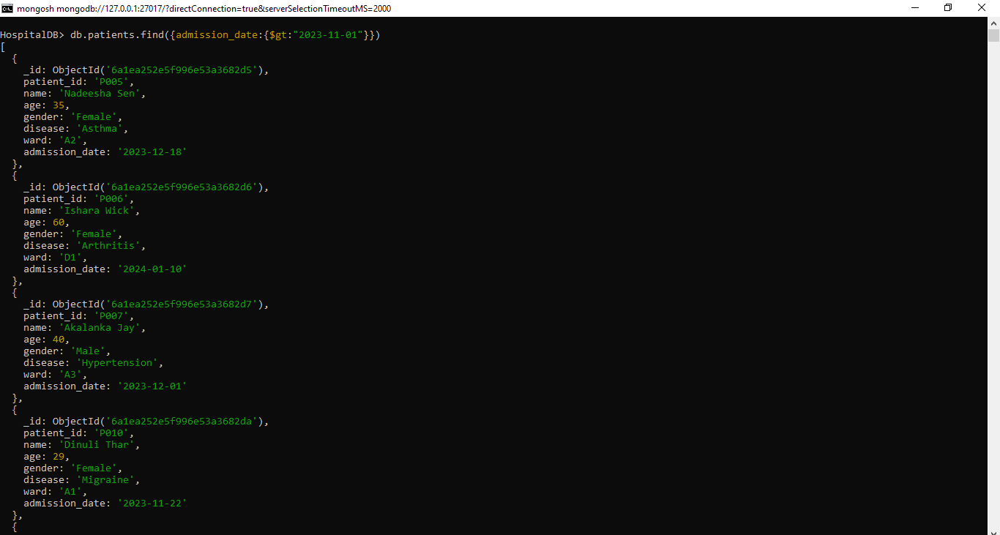 mongosh mongodb://127.0.0.1:27017/?directConnection=true&serverSelectionTimeoutMS=2000
HospitalDB> db.patients.find({admission_date:{$gt:"2023-11-01"}})
[
  {
    _id: ObjectId('6a1ea252e5f996e53a3682d5'),
    patient_id: 'P005',
    name: 'Nadeesha Sen',
    age: 35,
    gender: 'Female',
    disease: 'Asthma',
    ward: 'A2',
    admission_date: '2023-12-18'
  },
  {
    _id: ObjectId('6a1ea252e5f996e53a3682d6'),
    patient_id: 'P006',
    name: 'Ishara Wick',
    age: 60,
    gender: 'Female',
    disease: 'Arthritis',
    ward: 'D1',
    admission_date: '2024-01-10'
  },
  {
    _id: ObjectId('6a1ea252e5f996e53a3682d7'),
    patient_id: 'P007',
    name: 'Akalanka Jay',
    age: 40,
    gender: 'Male',
    disease: 'Hypertension',
    ward: 'A3',
    admission_date: '2023-12-01'
  },
  {
    _id: ObjectId('6a1ea252e5f996e53a3682da'),
    patient_id: 'P010',
    name: 'Dinuli Thar',
    age: 29,
    gender: 'Female',
    disease: 'Migraine',
    ward: 'A1',
    admission_date: '2023-11-22'
  },
  {